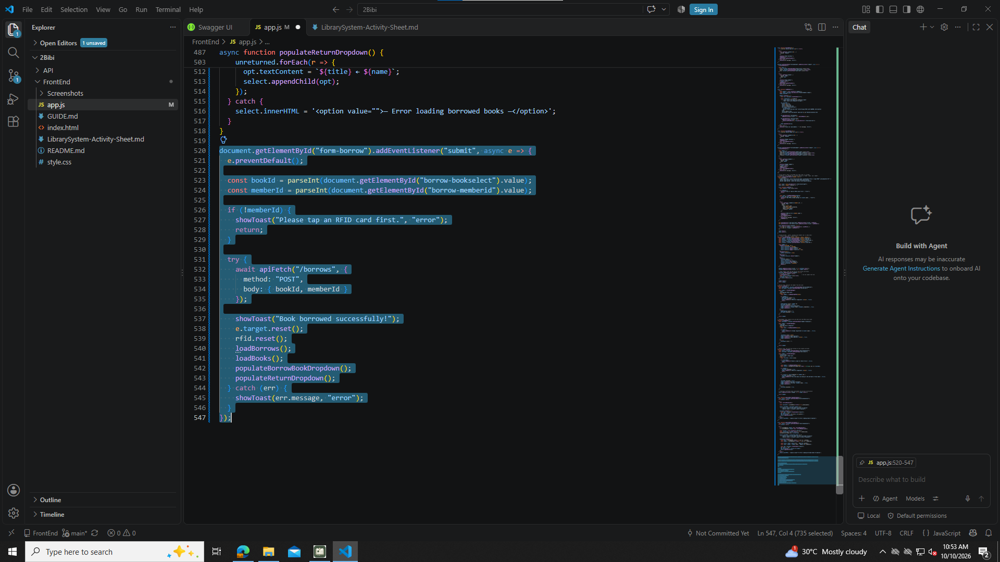 File Edit Selection View Go Run Terminal Help
2Bibi
Sign In
Explorer
Open Editors 1 unsaved
2Bibi
API
FrontEnd
Screenshots
JS app.js M
GUIDE.md
index.html
LibrarySystem-Activity-Sheet.md
README.md
style.css
Outline
Timeline
Swagger UI
JS app.js M
LibrarySystem-Activity-Sheet.md
FrontEnd > JS app.js > ...
487 async function populateReturnDropdown() {
503 unreturned.forEach(r => {
512 opt.textContent = `${title} ← ${name}`;
513 select.appendChild(opt);
514 });
515 } catch {
516 select.innerHTML = '<option value="">— Error loading borrowed books —</option>';
517 }
518 }
519
520 document.getElementById("form-borrow").addEventListener("submit", async e => {
521 e.preventDefault();
522
523 const bookId = parseInt(document.getElementById("borrow-bookselect").value);
524 const memberId = parseInt(document.getElementById("borrow-memberid").value);
525
526 if (!memberId) {
527 showToast("Please tap an RFID card first.", "error");
528 return;
529 }
530
531 try {
532 await apiFetch("/borrows", {
533 method: "POST",
534 body: { bookId, memberId }
535 });
536
537 showToast("Book borrowed successfully!");
538 e.target.reset();
539 rfid.reset();
540 loadBorrows();
541 loadBooks();
542 populateBorrowBookDropdown();
543 populateReturnDropdown();
544 } catch (err) {
545 showToast(err.message, "error");
546 }
547 });
Chat
Build with Agent
AI responses may be inaccurate
Generate Agent Instructions to onboard AI
onto your codebase.
JS app.js:520-547
Describe what to build
Agent Models
Local Default permissions
FrontEnd main* 0 0
Not Committed Yet Ln 547, Col 4 (735 selected) Spaces: 4 UTF-8 CRLF {} JavaScript
Type here to search
30°C Mostly cloudy
10:53 AM
10/10/2026
2